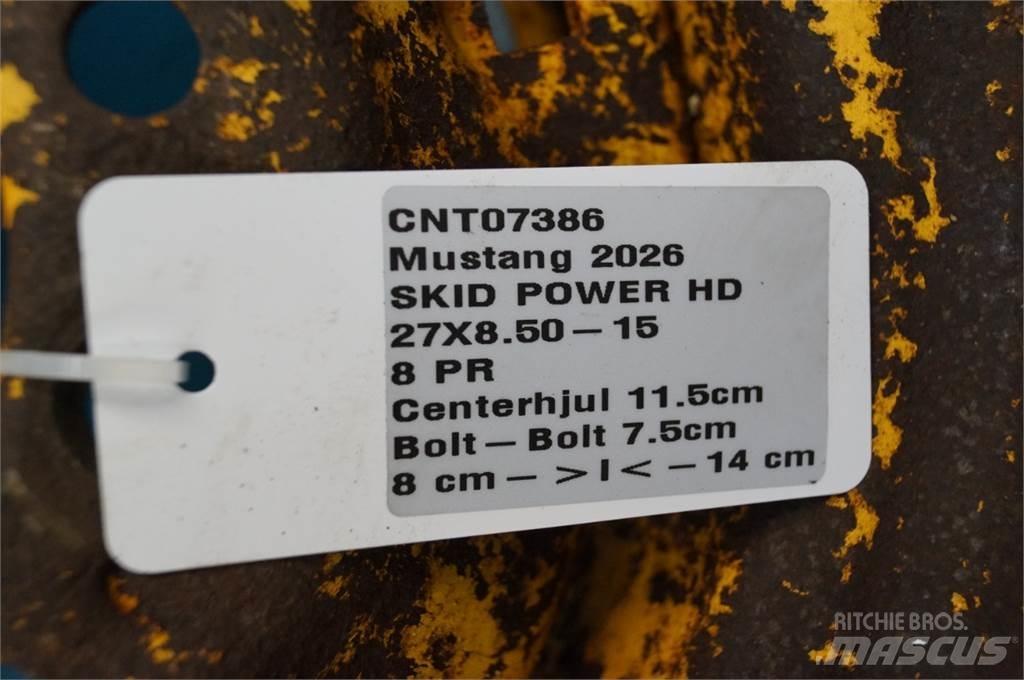 CNT07386
Mustang 2026
SKID POWER HD
27X8.50-15
8 PR
Centerhjul 11.5cm
Bolt-Bolt 7.5cm
8 cm- >|< -14 cm
RITCHIE BROS.
MASCUS